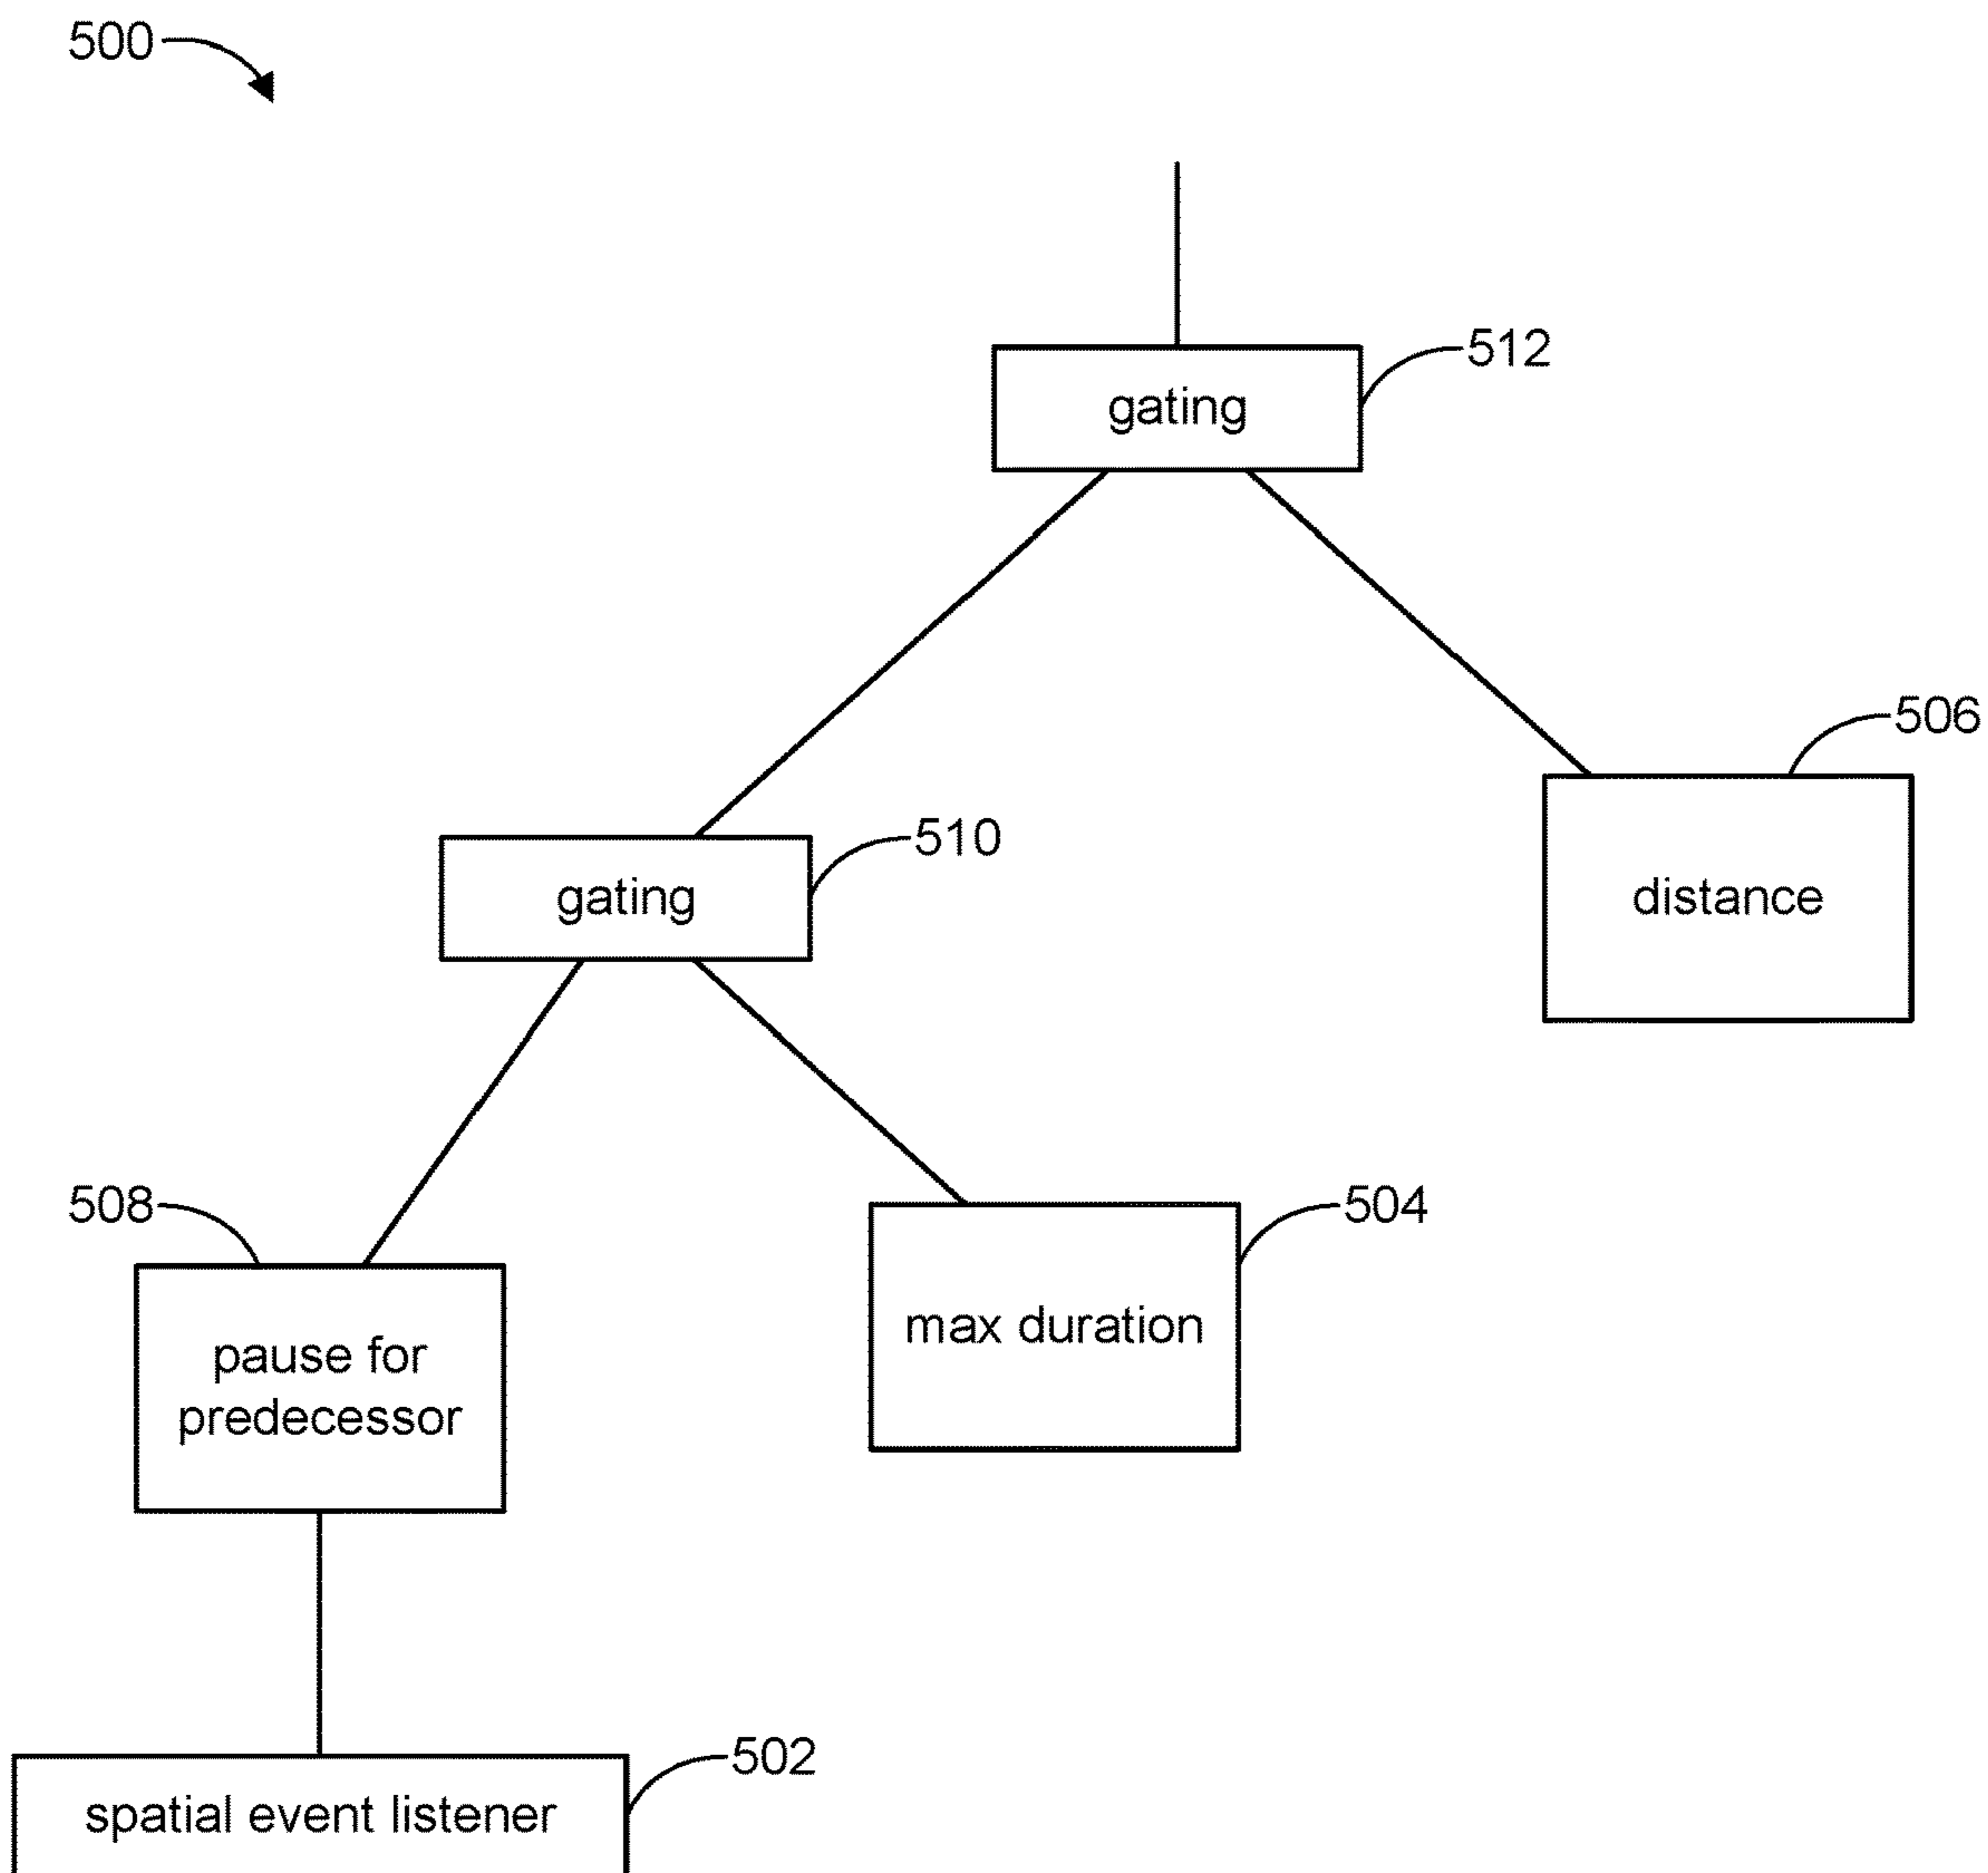 500
512
gating
506
distance
510
gating
508
pause for
predecessor
504
max duration
502
spatial event listener